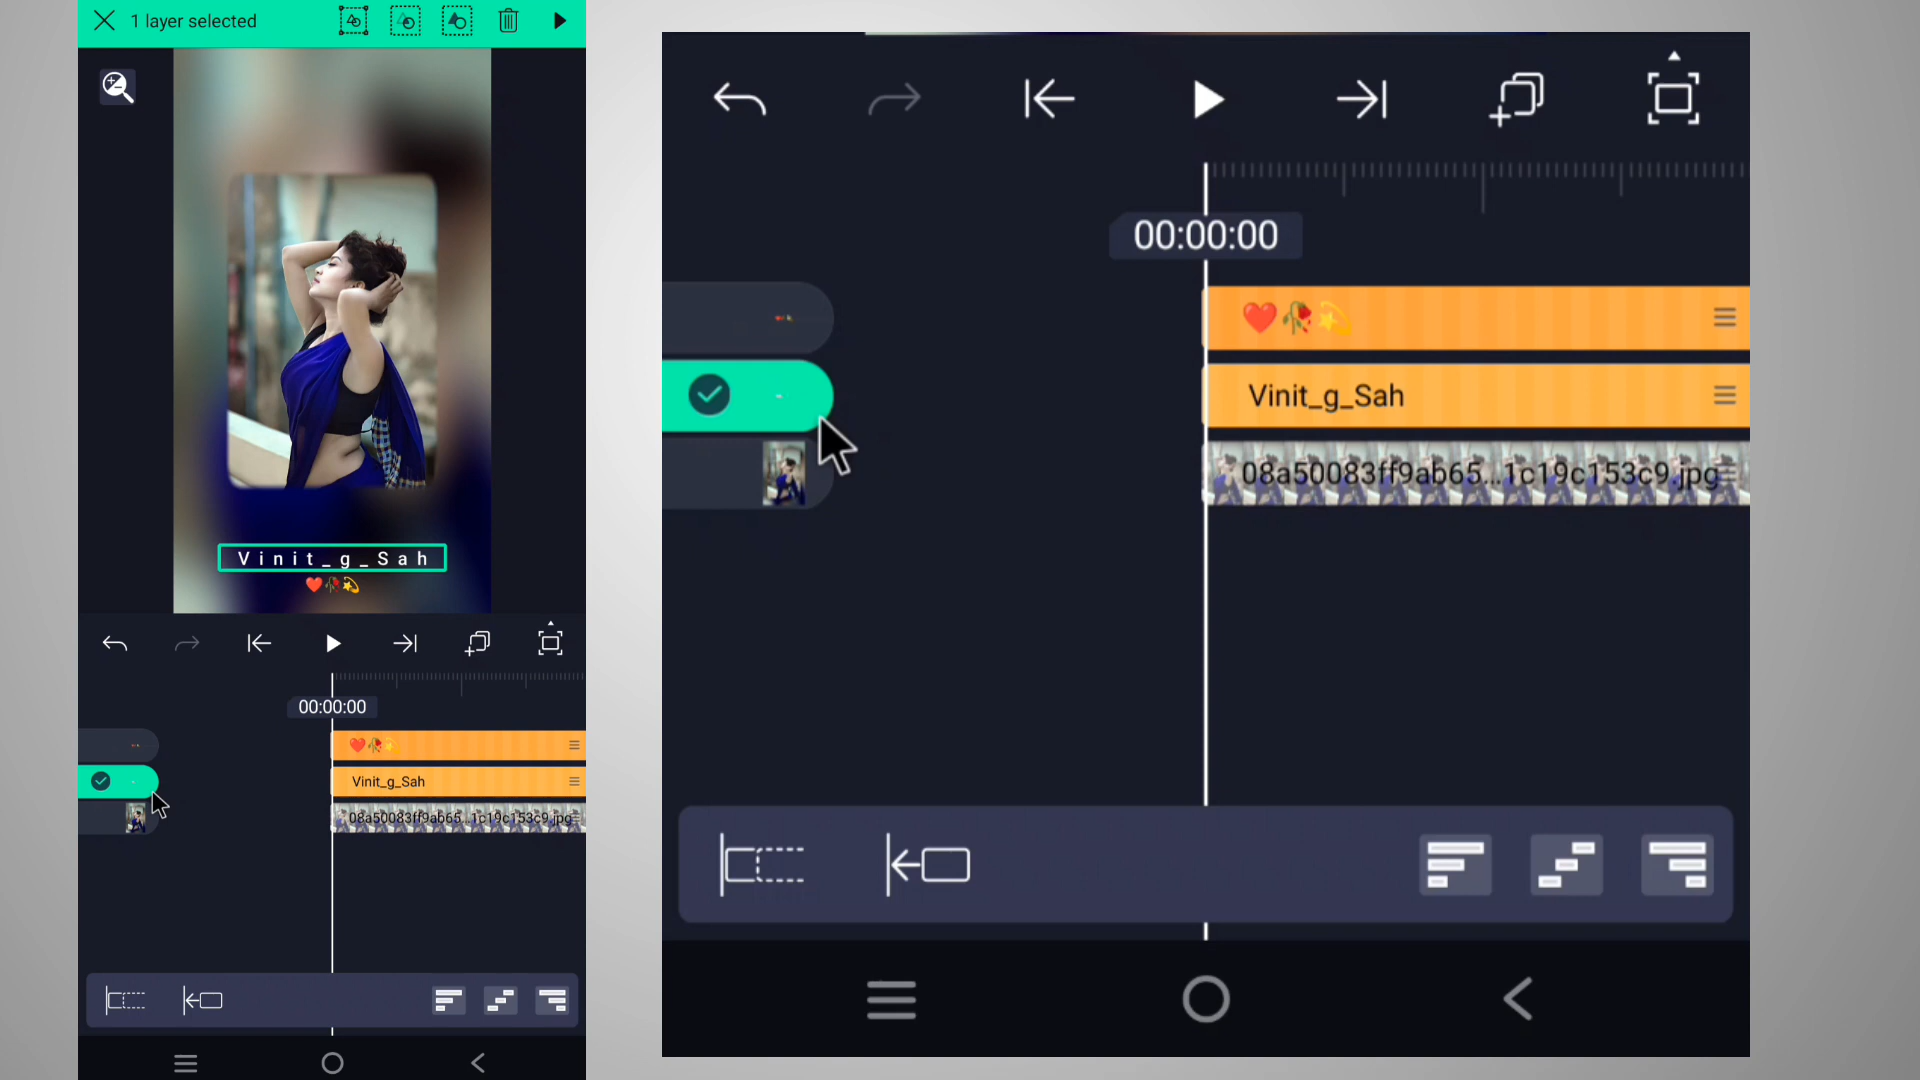 1 layer selected
Vinit_g_Sah
❤️🥀💫
00:00:00
❤️🥀💫
Vinit_g_Sah
08a50083ff9ab65...1c19c153c9.jpg
00:00:00
❤️🥀💫
Vinit_g_Sah
08a50083ff9ab65...1c19c153c9.jpg